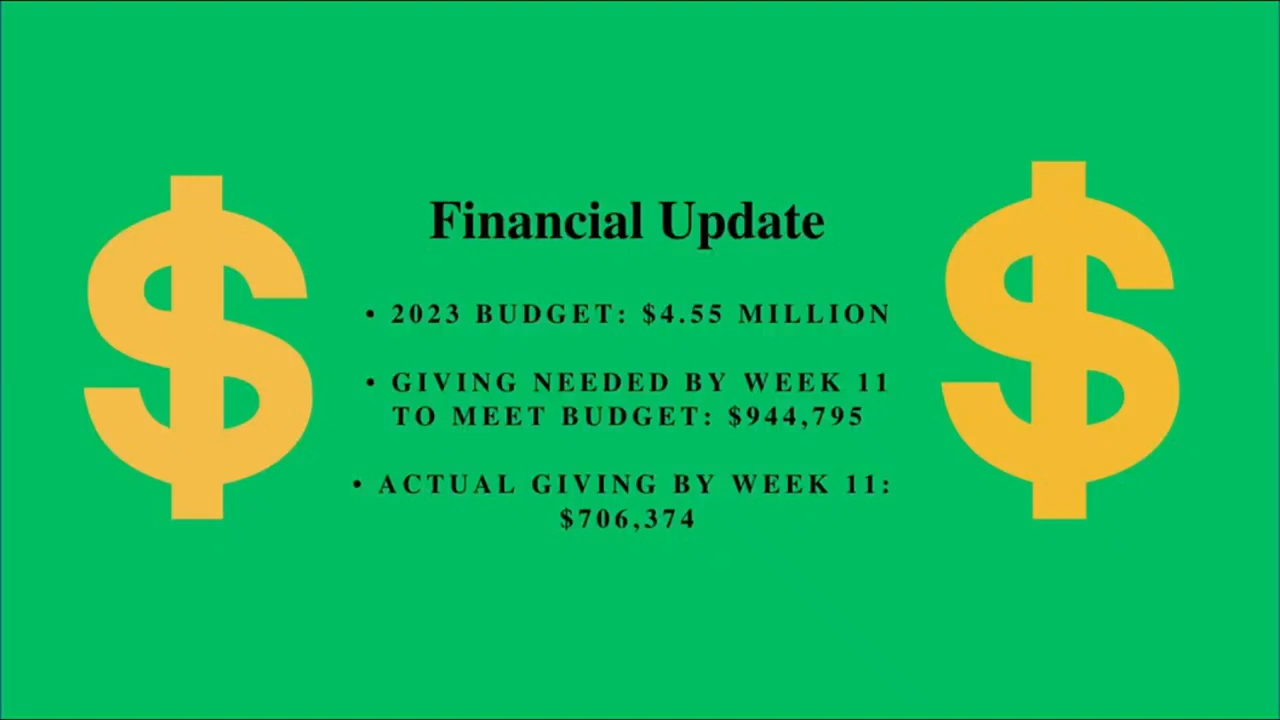 Financial Update
• 2023 BUDGET: $4.55 MILLION
• GIVING NEEDED BY WEEK 11
TO MEET BUDGET: $944,795
• ACTUAL GIVING BY WEEK 11:
$706,374
$
$